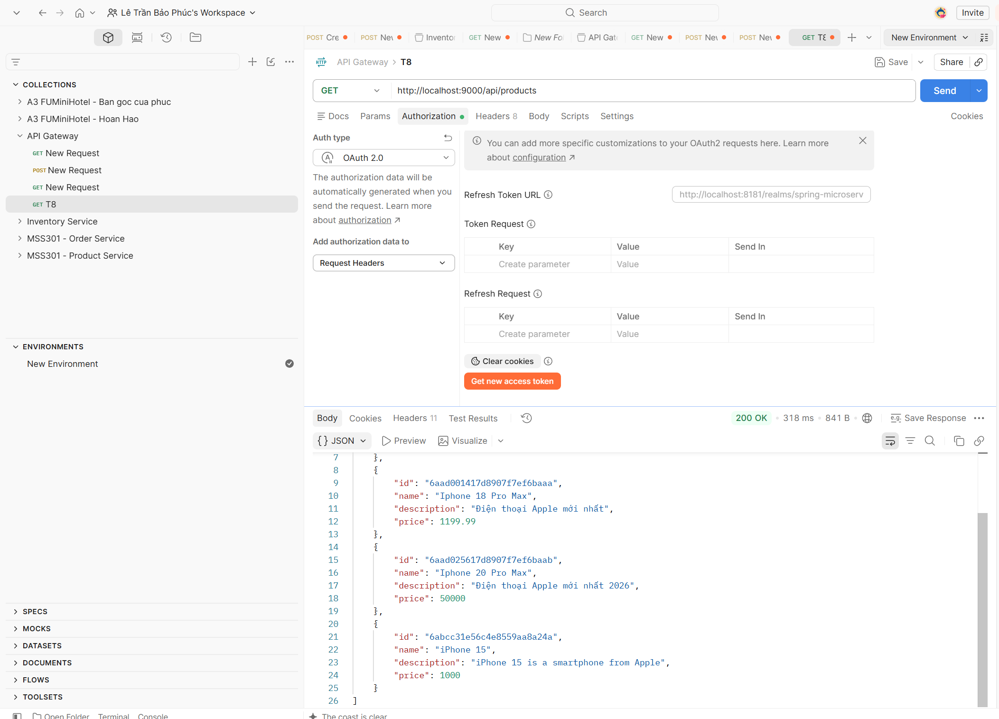 Lê Trần Bảo Phúc's Workspace
Search
Invite
POST Cre
POST Nev
Invento
GET New
New Fol
API Gate
GET New
POST Nev
POST Nev
GET T8
New Environment
API Gateway > T8
Save
Share
GET
http://localhost:9000/api/products
Send
Docs
Params
Authorization
Headers 8
Body
Scripts
Settings
Cookies
COLLECTIONS
A3 FUMiniHotel - Ban goc cua phuc
A3 FUMiniHotel - Hoan Hao
API Gateway
GET New Request
POST New Request
GET New Request
GET T8
Inventory Service
MSS301 - Order Service
MSS301 - Product Service
ENVIRONMENTS
New Environment
SPECS
MOCKS
DATASETS
DOCUMENTS
FLOWS
TOOLSETS
Auth type
OAuth 2.0
The authorization data will be
automatically generated when you
send the request. Learn more
about authorization
Add authorization data to
Request Headers
You can add more specific customizations to your OAuth2 requests here. Learn more
about configuration
Refresh Token URL
http://localhost:8181/realms/spring-microserv
Token Request
Key Value Send In
Create parameter Value
Refresh Request
Key Value Send In
Create parameter Value
Clear cookies
Get new access token
Body
Cookies
Headers 11
Test Results
200 OK
318 ms
841 B
e.g. Save Response
{} JSON
Preview
Visualize
7 },
8 {
9 "id": "6aad001417d8907f7ef6baaa",
10 "name": "Iphone 18 Pro Max",
11 "description": "Điện thoại Apple mới nhất",
12 "price": 1199.99
13 },
14 {
15 "id": "6aad025617d8907f7ef6baab",
16 "name": "Iphone 20 Pro Max",
17 "description": "Điện thoại Apple mới nhất 2026",
18 "price": 50000
19 },
20 {
21 "id": "6abcc31e56c4e8559aa8a24a",
22 "name": "iPhone 15",
23 "description": "iPhone 15 is a smartphone from Apple",
24 "price": 1000
25 }
26 ]
Open Folder
Terminal
Console
The coast is clear